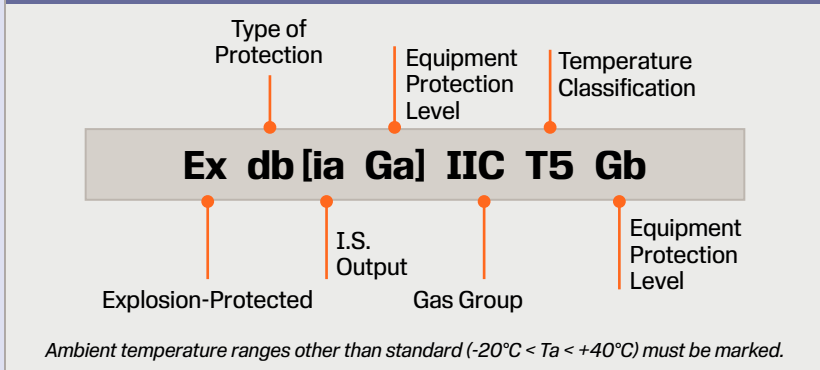 Type of
Protection
Equipment
Protection
Level
Temperature
Classification
Ex db [ia Ga] IIC T5 Gb
Explosion-Protected
I.S.
Output
Gas Group
Equipment
Protection
Level
Ambient temperature ranges other than standard (-20°C < Ta < +40°C) must be marked.